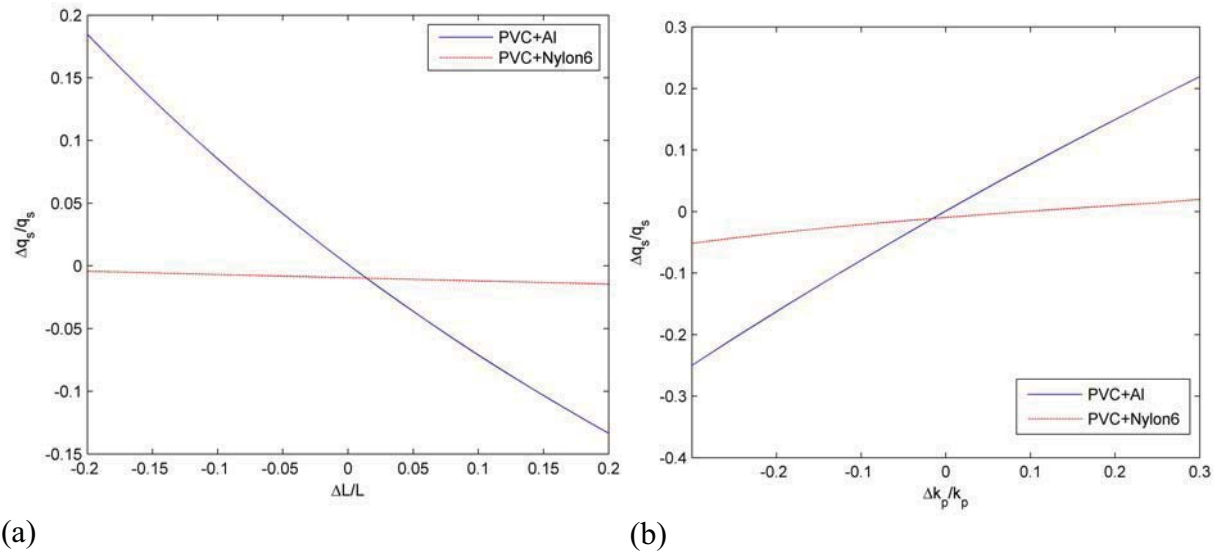 0.2
0.15
0.1
0.05
0
-0.05
-0.1
-0.15
-0.2 -0.15 -0.1 -0.05 0 0.05 0.1 0.15 0.2
Δq_s/q_s
ΔL/L
PVC+Al
PVC+Nylon6
(a)
0.3
0.2
0.1
0
-0.1
-0.2
-0.3
-0.4
-0.2 -0.1 0 0.1 0.2 0.3
Δq_s/q_s
Δk_p/k_p
PVC+Al
PVC+Nylon6
(b)